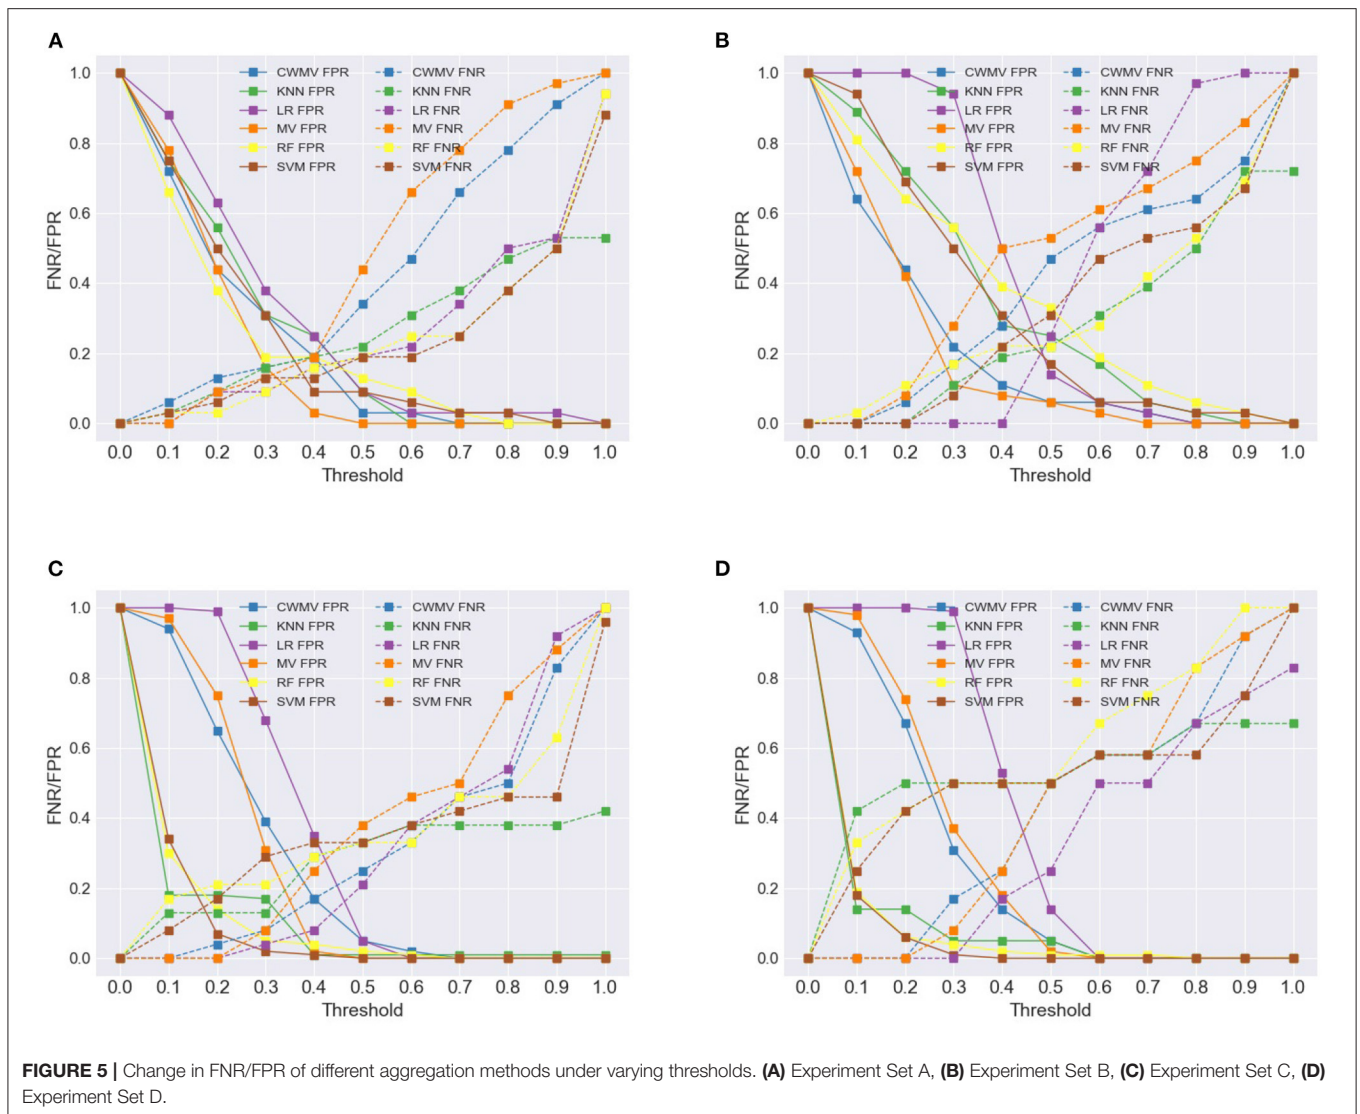 A
CWMV FPR CWMV FNR
KNN FPR KNN FNR
LR FPR LR FNR
MV FPR MV FNR
RF FPR RF FNR
SVM FPR SVM FNR
1.0
0.8
0.6
0.4
0.2
0.0
FNR/FPR
0.0 0.1 0.2 0.3 0.4 0.5 0.6 0.7 0.8 0.9 1.0
Threshold
B
CWMV FPR CWMV FNR
KNN FPR KNN FNR
LR FPR LR FNR
MV FPR MV FNR
RF FPR RF FNR
SVM FPR SVM FNR
1.0
0.8
0.6
0.4
0.2
0.0
FNR/FPR
0.0 0.1 0.2 0.3 0.4 0.5 0.6 0.7 0.8 0.9 1.0
Threshold
C
CWMV FPR CWMV FNR
KNN FPR KNN FNR
LR FPR LR FNR
MV FPR MV FNR
RF FPR RF FNR
SVM FPR SVM FNR
1.0
0.8
0.6
0.4
0.2
0.0
FNR/FPR
0.0 0.1 0.2 0.3 0.4 0.5 0.6 0.7 0.8 0.9 1.0
Threshold
D
CWMV FPR CWMV FNR
KNN FPR KNN FNR
LR FPR LR FNR
MV FPR MV FNR
RF FPR RF FNR
SVM FPR SVM FNR
1.0
0.8
0.6
0.4
0.2
0.0
FNR/FPR
0.0 0.1 0.2 0.3 0.4 0.5 0.6 0.7 0.8 0.9 1.0
Threshold
FIGURE 5 | Change in FNR/FPR of different aggregation methods under varying thresholds. (A) Experiment Set A, (B) Experiment Set B, (C) Experiment Set C, (D)
Experiment Set D.